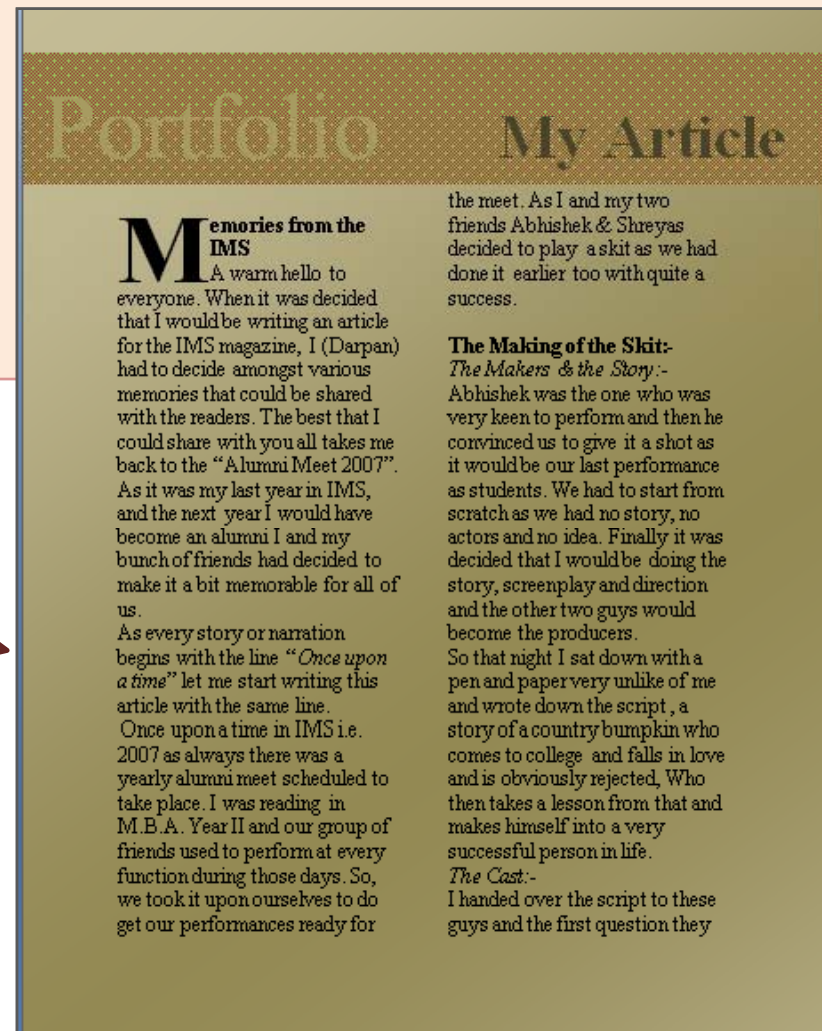 Portfolio
My Article
Memories from the
IMS
A warm hello to
everyone. When it was decided
that I would be writing an article
for the IMS magazine, I (Darpan)
had to decide amongst various
memories that could be shared
with the readers. The best that I
could share with you all takes me
back to the “Alumni Meet 2007”.
As it was my last year in IMS,
and the next year I would have
become an alumni I and my
bunch of friends had decided to
make it a bit memorable for all of
us.
As every story or narration
begins with the line “Once upon
a time” let me start writing this
article with the same line.
Once upon a time in IMS i.e.
2007 as always there was a
yearly alumni meet scheduled to
take place. I was reading in
M.B.A. Year II and our group of
friends used to perform at every
function during those days. So,
we took it upon ourselves to do
get our performances ready for
the meet. As I and my two
friends Abhishek & Shreyas
decided to play a skit as we had
done it earlier too with quite a
success.
The Making of the Skit:-
The Makers & the Story:-
Abhishek was the one who was
very keen to perform and then he
convinced us to give it a shot as
it would be our last performance
as students. We had to start from
scratch as we had no story, no
actors and no idea. Finally it was
decided that I would be doing the
story, screenplay and direction
and the other two guys would
become the producers.
So that night I sat down with a
pen and paper very unlike of me
and wrote down the script , a
story of a country bumpkin who
comes to college and falls in love
and is obviously rejected, Who
then takes a lesson from that and
makes himself into a very
successful person in life.
The Cast:-
I handed over the script to these
guys and the first question they